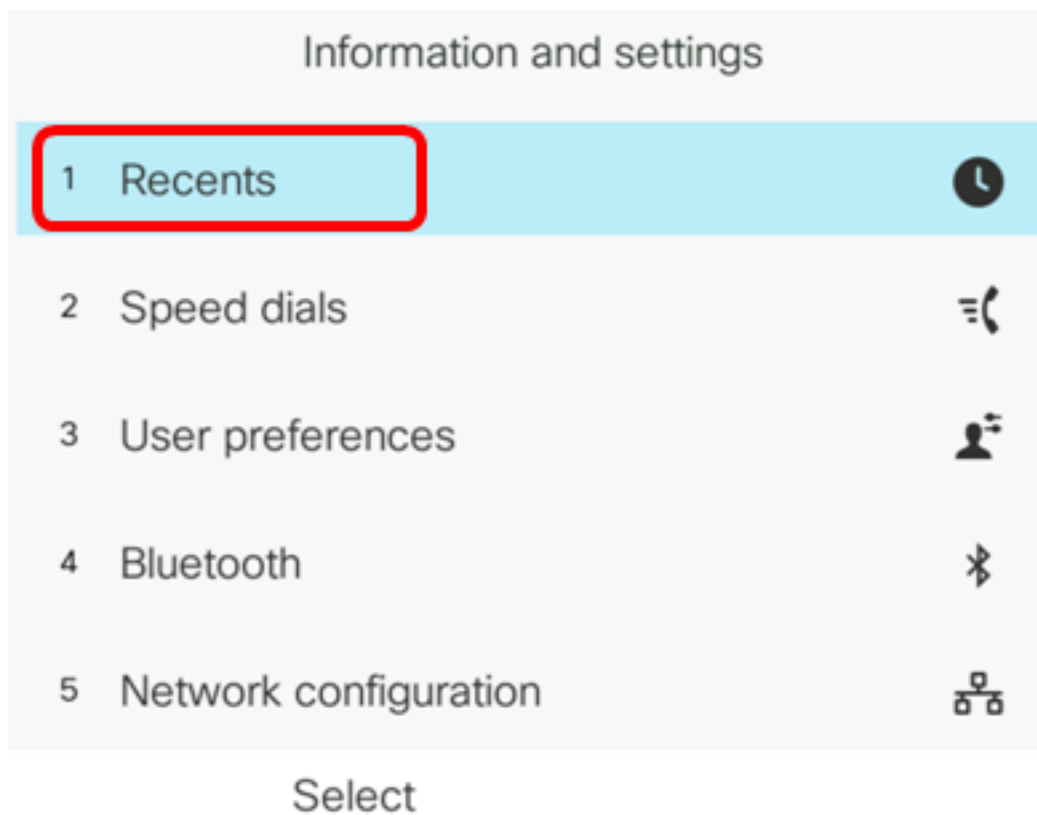 Information and settings
1 Recents
2 Speed dials
3 User preferences
4 Bluetooth
5 Network configuration
Select